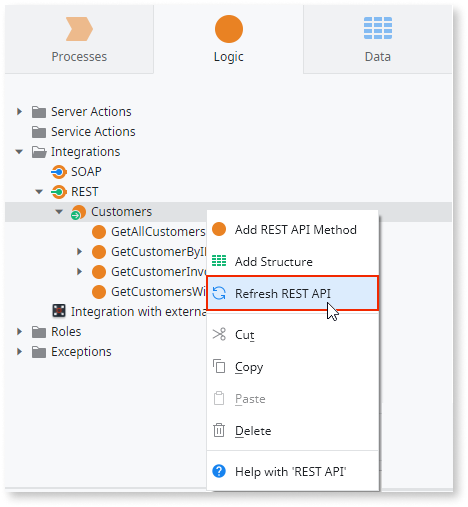 Processes
Logic
Data
Server Actions
Service Actions
Integrations
SOAP
REST
Customers
GetAllCustomers
GetCustomerByI
GetCustomerInvo
GetCustomersWi
Integration with externa
Roles
Exceptions
Add REST API Method
Add Structure
Refresh REST API
Cut
Copy
Paste
Delete
Help with 'REST API'